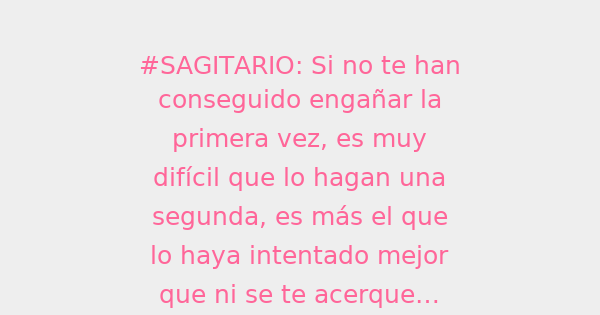 #SAGITARIO: Si no te han
conseguido engañar la
primera vez, es muy
difícil que lo hagan una
segunda, es más el que
lo haya intentado mejor
que ni se te acerque...